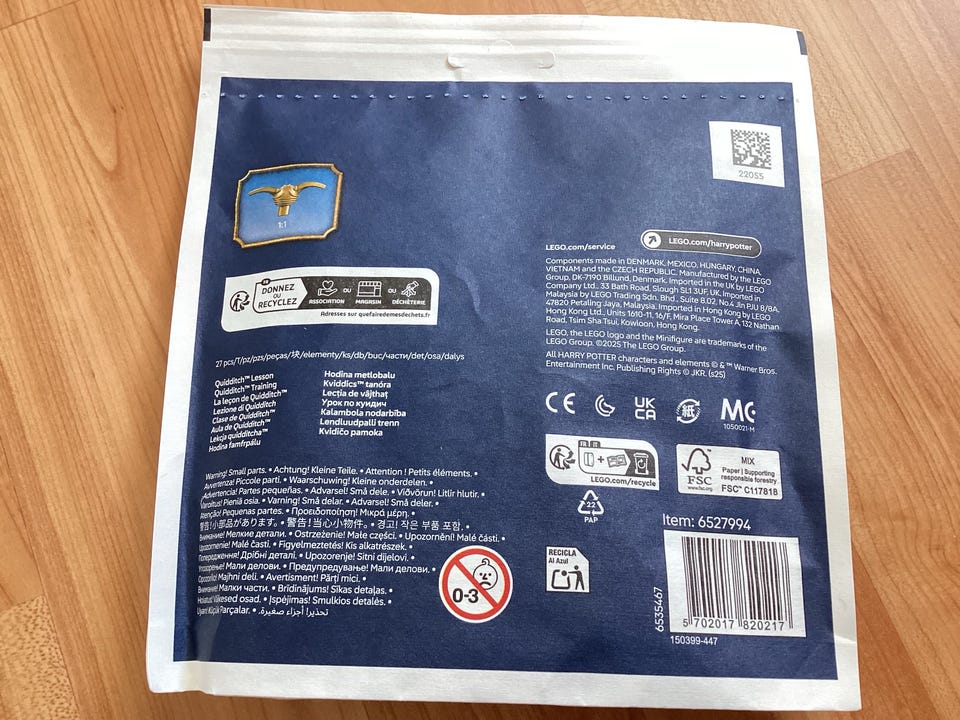 22055
1:1
LEGO.com/service
LEGO.com/harrypotter
Components made in DENMARK, MEXICO, HUNGARY, CHINA,
VIETNAM and the CZECH REPUBLIC. Manufactured by the LEGO
Group, DK-7190 Billund, Denmark. Imported in the UK by LEGO
Company Ltd., 33 Bath Road, Slough SL1 3UF, UK. Imported in
Malaysia by LEGO Trading Sdn. Bhd., Suite 8.02, No.4 Jln PJU 8/8A,
47820 Petaling Jaya, Malaysia. Imported in Hong Kong by LEGO
Hong Kong Ltd., Units 1610-11, 16/F, Mira Place Tower A, 132 Nathan
Road, Tsim Sha Tsui, Kowloon, Hong Kong.
LEGO, the LEGO logo and the Minifigure are trademarks of the
LEGO Group. ©2025 The LEGO Group.
All HARRY POTTER characters and elements © & ™ Warner Bros.
Entertainment Inc. Publishing Rights © JKR. (s25)
FR
DONNEZ
OU
RECYCLEZ
ASSOCIATION OU MAGASIN OU DÉCHÈTERIE
Adresses sur quefairedemesdechets.fr
27 pcs/T/pz/pzs/peças/块/elementy/ks/db/buc/части/det/osa/dalys
Quidditch™ Lesson
Quidditch™ Training
La leçon de Quidditch™
Lezione di Quidditch™
Clase de Quidditch™
Aula de Quidditch™
Lekcja quidditcha™
Hodina famfrpálu
Hodina metlobalu
Kviddics™ tanóra
Lecția de vâjthaț
Урок по куидич
Kalambola nodarbība
Lendluudpalli trenn
Kvidičo pamoka
CE
UK
CA
紙
MC
1050021-M
FR IT
LEGO.com/recycle
22
PAP
FSC
www.fsc.org
MIX
Paper | Supporting
responsible forestry
FSC™ C117818
Warning! Small parts. • Achtung! Kleine Teile. • Attention ! Petits éléments. •
Avvertenza! Piccole parti. • Waarschuwing! Kleine onderdelen. •
¡Advertencia! Partes pequeñas. • Advarsel! Små dele. • Viðvörun! Litlir hlutir. •
Varoitus! Pieniä osia. • Varning! Små delar. • Advarsel! Små deler. •
Atenção! Pequenas partes. • Προειδοποίηση! Μικρά μέρη. •
警告!小部品があります。 • 警告!当心小物件。 • 경고! 작은 부품 포함. •
Внимание! Мелкие детали. • Ostrzeżenie! Małe części. • Upozornění! Malé části. •
Upozornenie! Malé časti. • Figyelmeztetés! Kis alkatrészek. •
Попередження! Дрібні деталі. • Upozorenje! Sitni dijelovi. •
Upozorenje! Mali delovi. • Предупредување! Мали делови. •
Opozorilo! Majhni deli. • Avertisment! Părți mici. •
Внимание! Малки части. • Brīdinājums! Sīkas detaļas. •
Hoiatus! Väikesed osad. • Įspėjimas! Smulkios detalės. •
Uyarı! Küçük Parçalar. • تحذير! أجزاء صغيرة.
0-3
RECICLA
Al Azul
Item: 6527994
6535467
5 702017 820217
150399-447